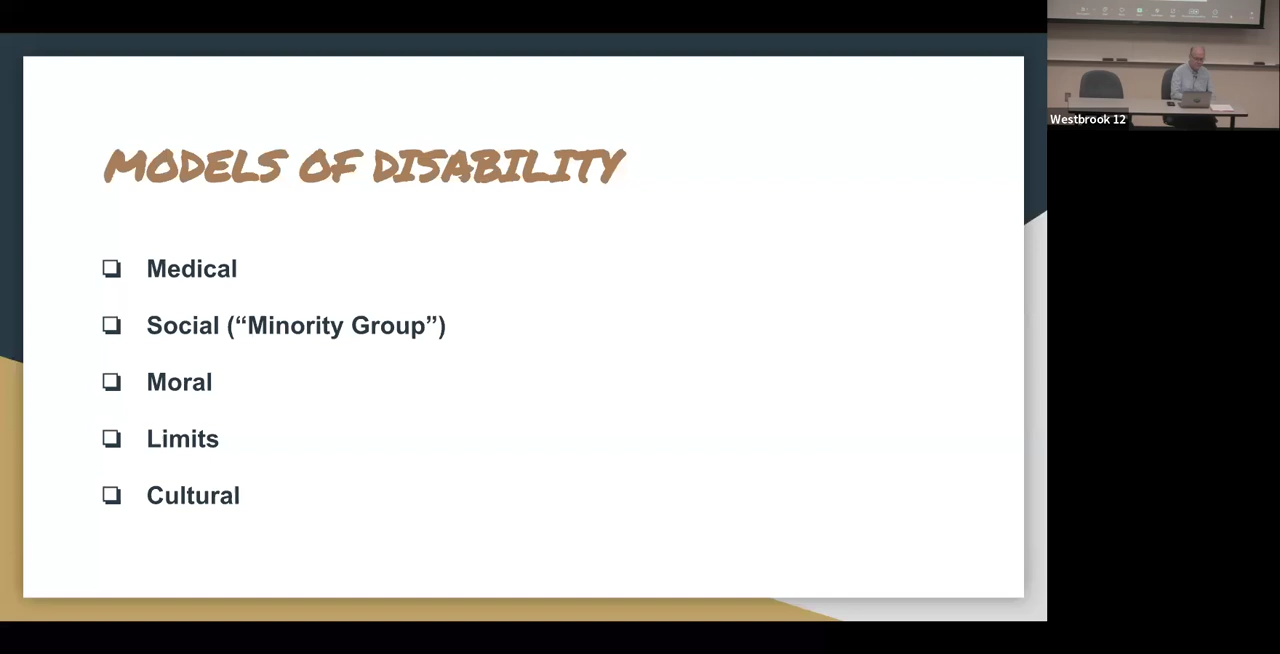 MODELS OF DISABILITY
❏ Medical
❏ Social (“Minority Group”)
❏ Moral
❏ Limits
❏ Cultural
Westbrook 12